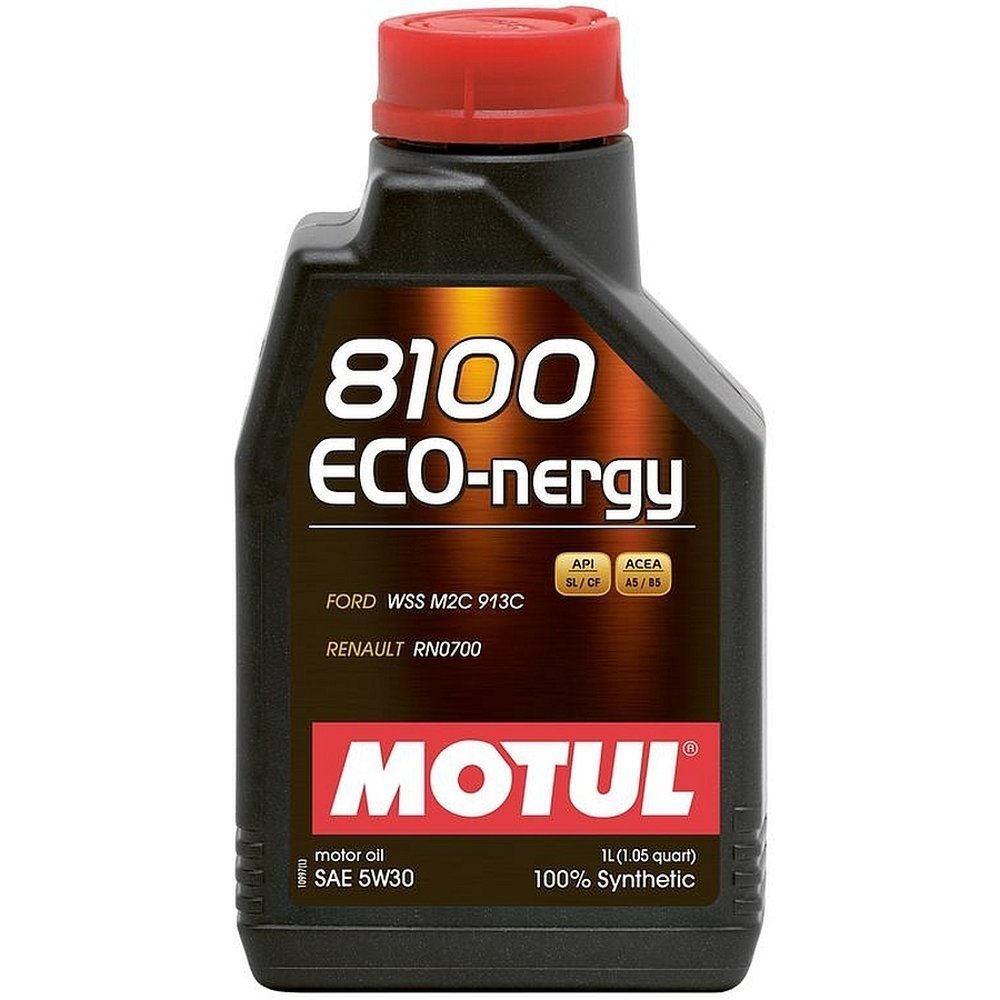 8100
ECO-nergy
API
SL / CF
ACEA
A5 / B5
FORD WSS M2C 913C
RENAULT RN0700
MOTUL®
motor oil
SAE 5W30
1L (1.05 quart)
100% Synthetic